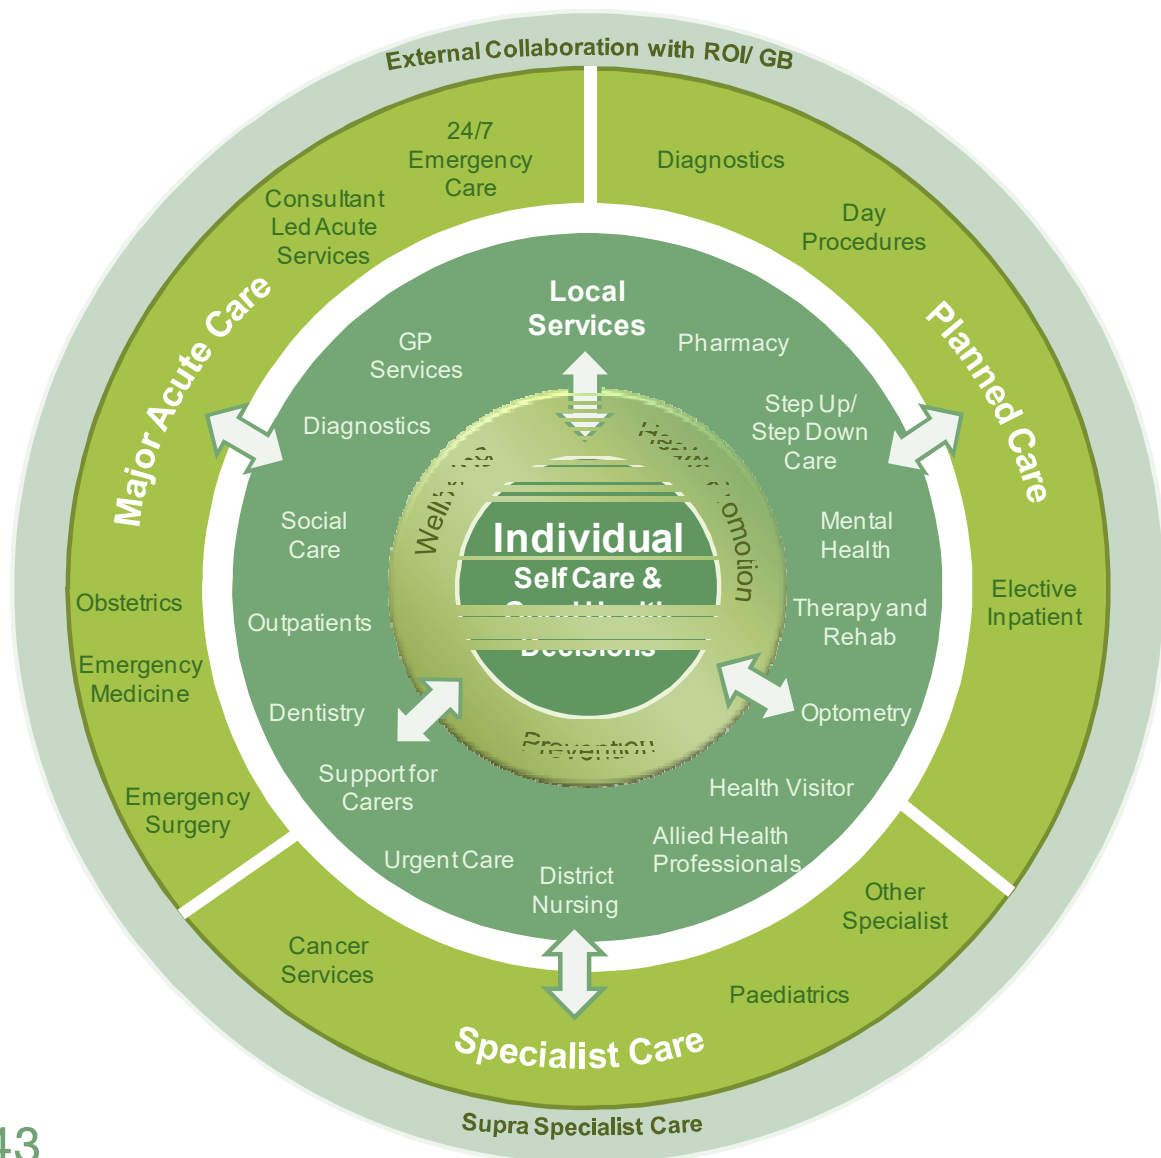 External Collaboration with ROI/ GB
24/7
Emergency
Care
Consultant
Led Acute
Services
Major Acute Care
Obstetrics
Emergency
Medicine
Emergency
Surgery
Diagnostics
Day
Procedures
Planned Care
Elective
Inpatient
Local
Services
GP
Services
Diagnostics
Social
Care
Outpatients
Dentistry
Support for
Carers
Urgent Care
District
Nursing
Pharmacy
Step Up/
Step Down
Care
Mental
Health
Therapy and
Rehab
Optometry
Health Visitor
Allied Health
Professionals
Prevention
Individual
Self Care &
Decisions
Cancer
Services
Specialist Care
Paediatrics
Other
Specialist
Supra Specialist Care
43